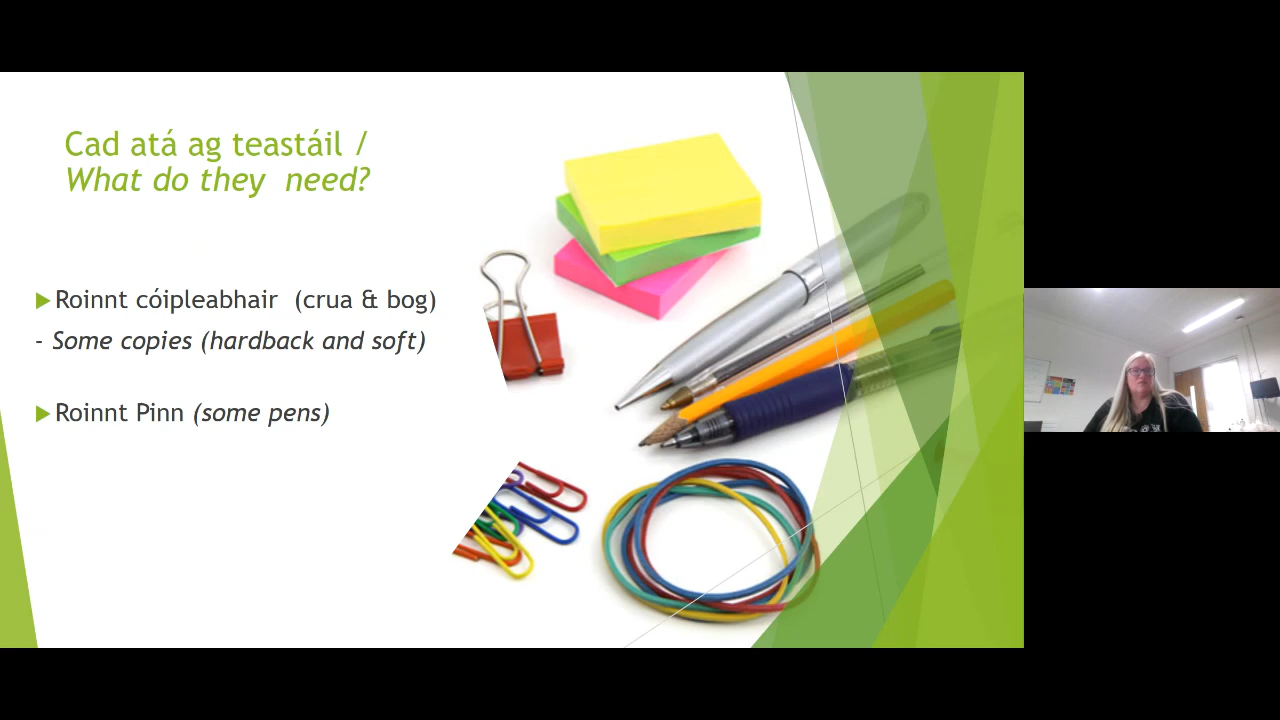 Cad atá ag teastáil /
What do they need?
Roinnt cóipleabhair (crua & bog)
- Some copies (hardback and soft)
Roinnt Pinn (some pens)